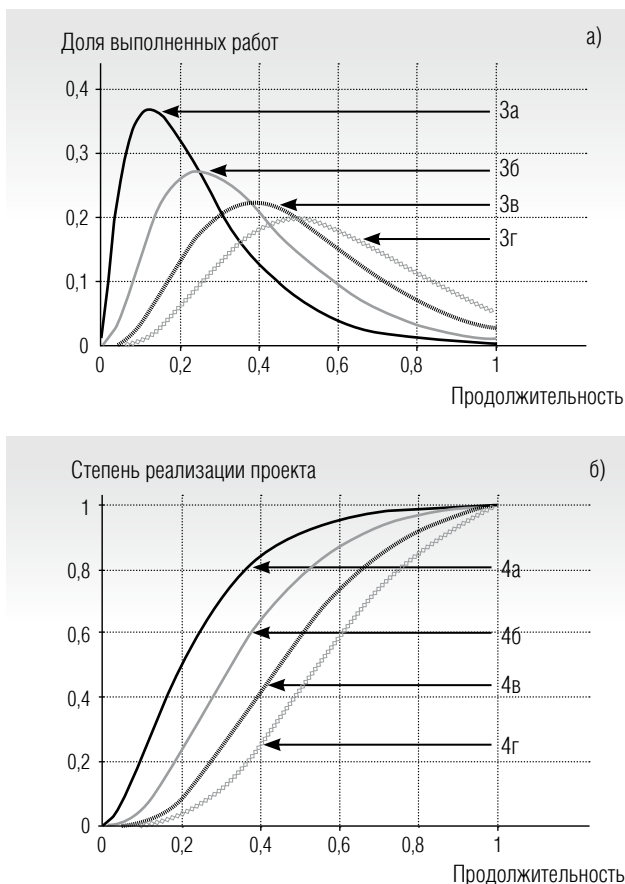 Доля выполненных работ
а)
0,4
0,3
0,2
0,1
0
3а
3б
3в
3г
0 0,2 0,4 0,6 0,8 1
Продолжительность
Степень реализации проекта
б)
1
0,8
0,6
0,4
0,2
0
4а
4б
4в
4г
0 0,2 0,4 0,6 0,8 1
Продолжительность